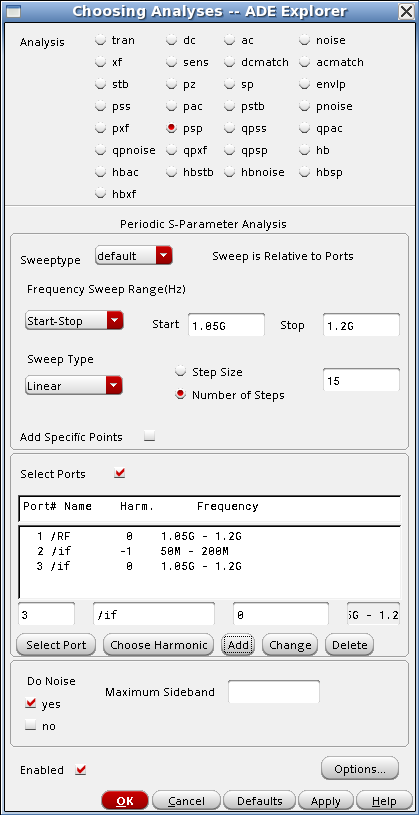 Choosing Analyses -- ADE Explorer
Analysis tran dc ac noise
xf sens dcmatch acmatch
stb pz sp envlp
pss pac pstb pnoise
pxf psp qpss qpac
qpnoise qpxf qpsp hb
hbac hbstb hbnoise hbsp
hbxf
Periodic S-Parameter Analysis
Sweeptype default Sweep is Relative to Ports
Frequency Sweep Range(Hz)
Start-Stop Start 1.05G Stop 1.2G
Sweep Type
Step Size
Linear 15
Number of Steps
Add Specific Points
Select Ports
Port# Name Harm. Frequency
1 /RF 0 1.05G - 1.2G
2 /if -1 50M - 200M
3 /if 0 1.05G - 1.2G
3 /if 0 5G - 1.2
Select Port Choose Harmonic Add Change Delete
Do Noise
Maximum Sideband
yes
no
Enabled Options...
OK Cancel Defaults Apply Help